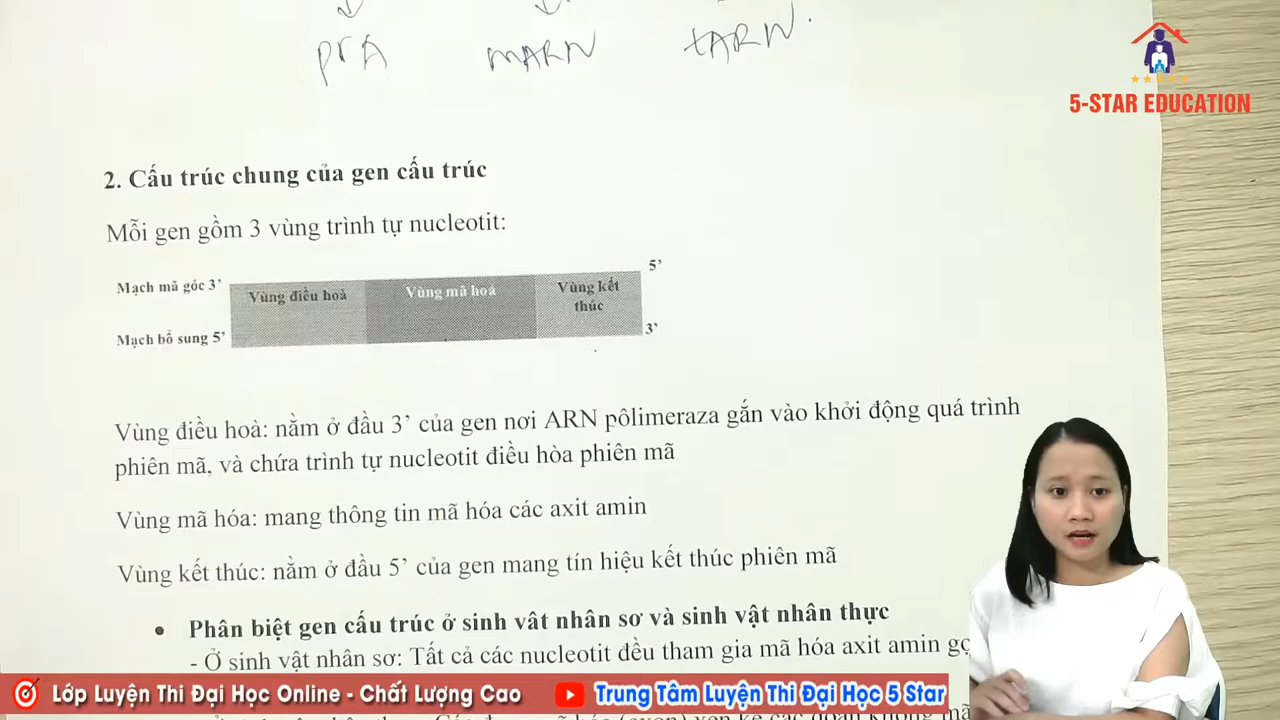 prA mARN tARN
5-STAR EDUCATION
2. Cấu trúc chung của gen cấu trúc
Mỗi gen gồm 3 vùng trình tự nucleotit:
Mạch mã góc 3’ Vùng điều hoà Vùng mã hoá Vùng kết thúc 5’
Mạch bổ sung 5’ 3’
Vùng điều hoà: nằm ở đầu 3’ của gen nơi ARN pôlimeraza gắn vào khởi động quá trình
phiên mã, và chứa trình tự nucleotit điều hòa phiên mã
Vùng mã hóa: mang thông tin mã hóa các axit amin
Vùng kết thúc: nằm ở đầu 5’ của gen mang tín hiệu kết thúc phiên mã
• Phân biệt gen cấu trúc ở sinh vât nhân sơ và sinh vật nhân thực
- Ở sinh vật nhân sơ: Tất cả các nucleotit đều tham gia mã hóa axit amin
Lớp Luyện Thi Đại Học Online - Chất Lượng Cao Trung Tâm Luyện Thi Đại Học 5 Star